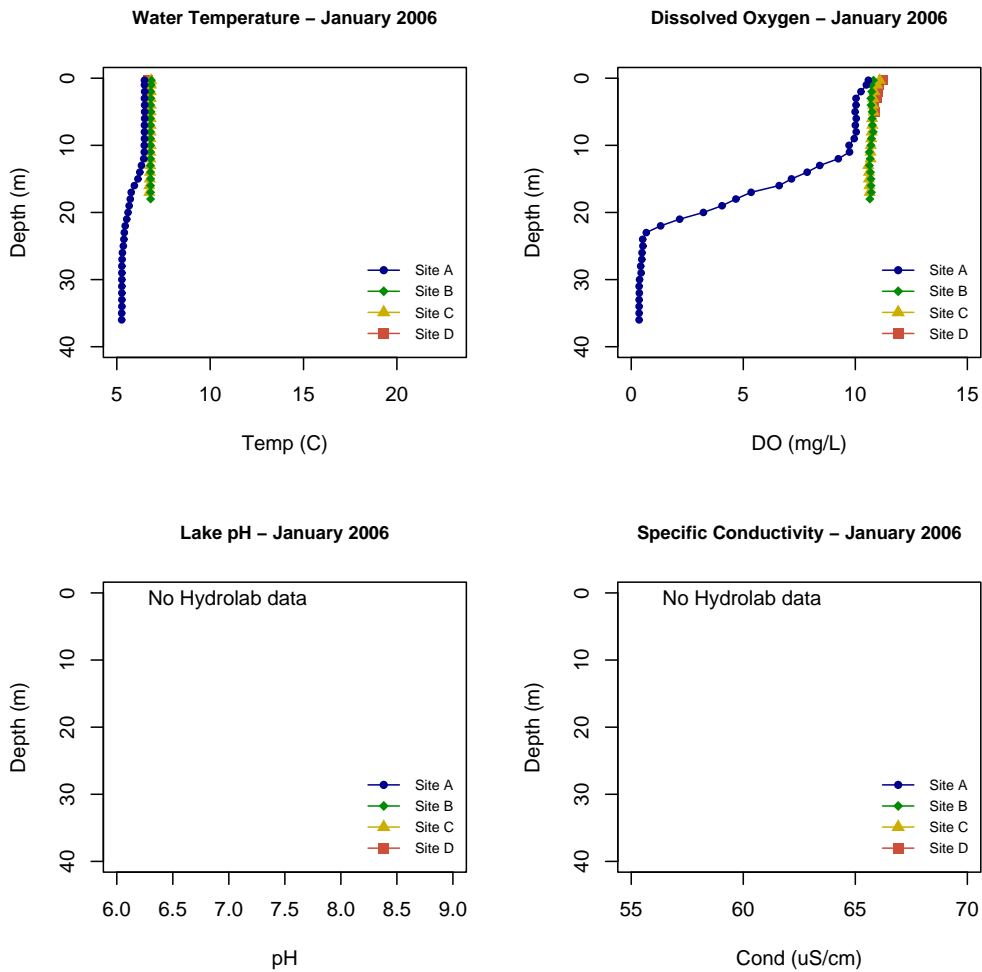 Water Temperature – January 2006
0
10
20
30
40
Depth (m)
Site A
Site B
Site C
Site D
5 10 15 20
Temp (C)
Dissolved Oxygen – January 2006
0
10
20
30
40
Depth (m)
Site A
Site B
Site C
Site D
0 5 10 15
DO (mg/L)
Lake pH – January 2006
No Hydrolab data
0
10
20
30
40
Depth (m)
Site A
Site B
Site C
Site D
6.0 6.5 7.0 7.5 8.0 8.5 9.0
pH
Specific Conductivity – January 2006
No Hydrolab data
0
10
20
30
40
Depth (m)
Site A
Site B
Site C
Site D
55 60 65 70
Cond (uS/cm)